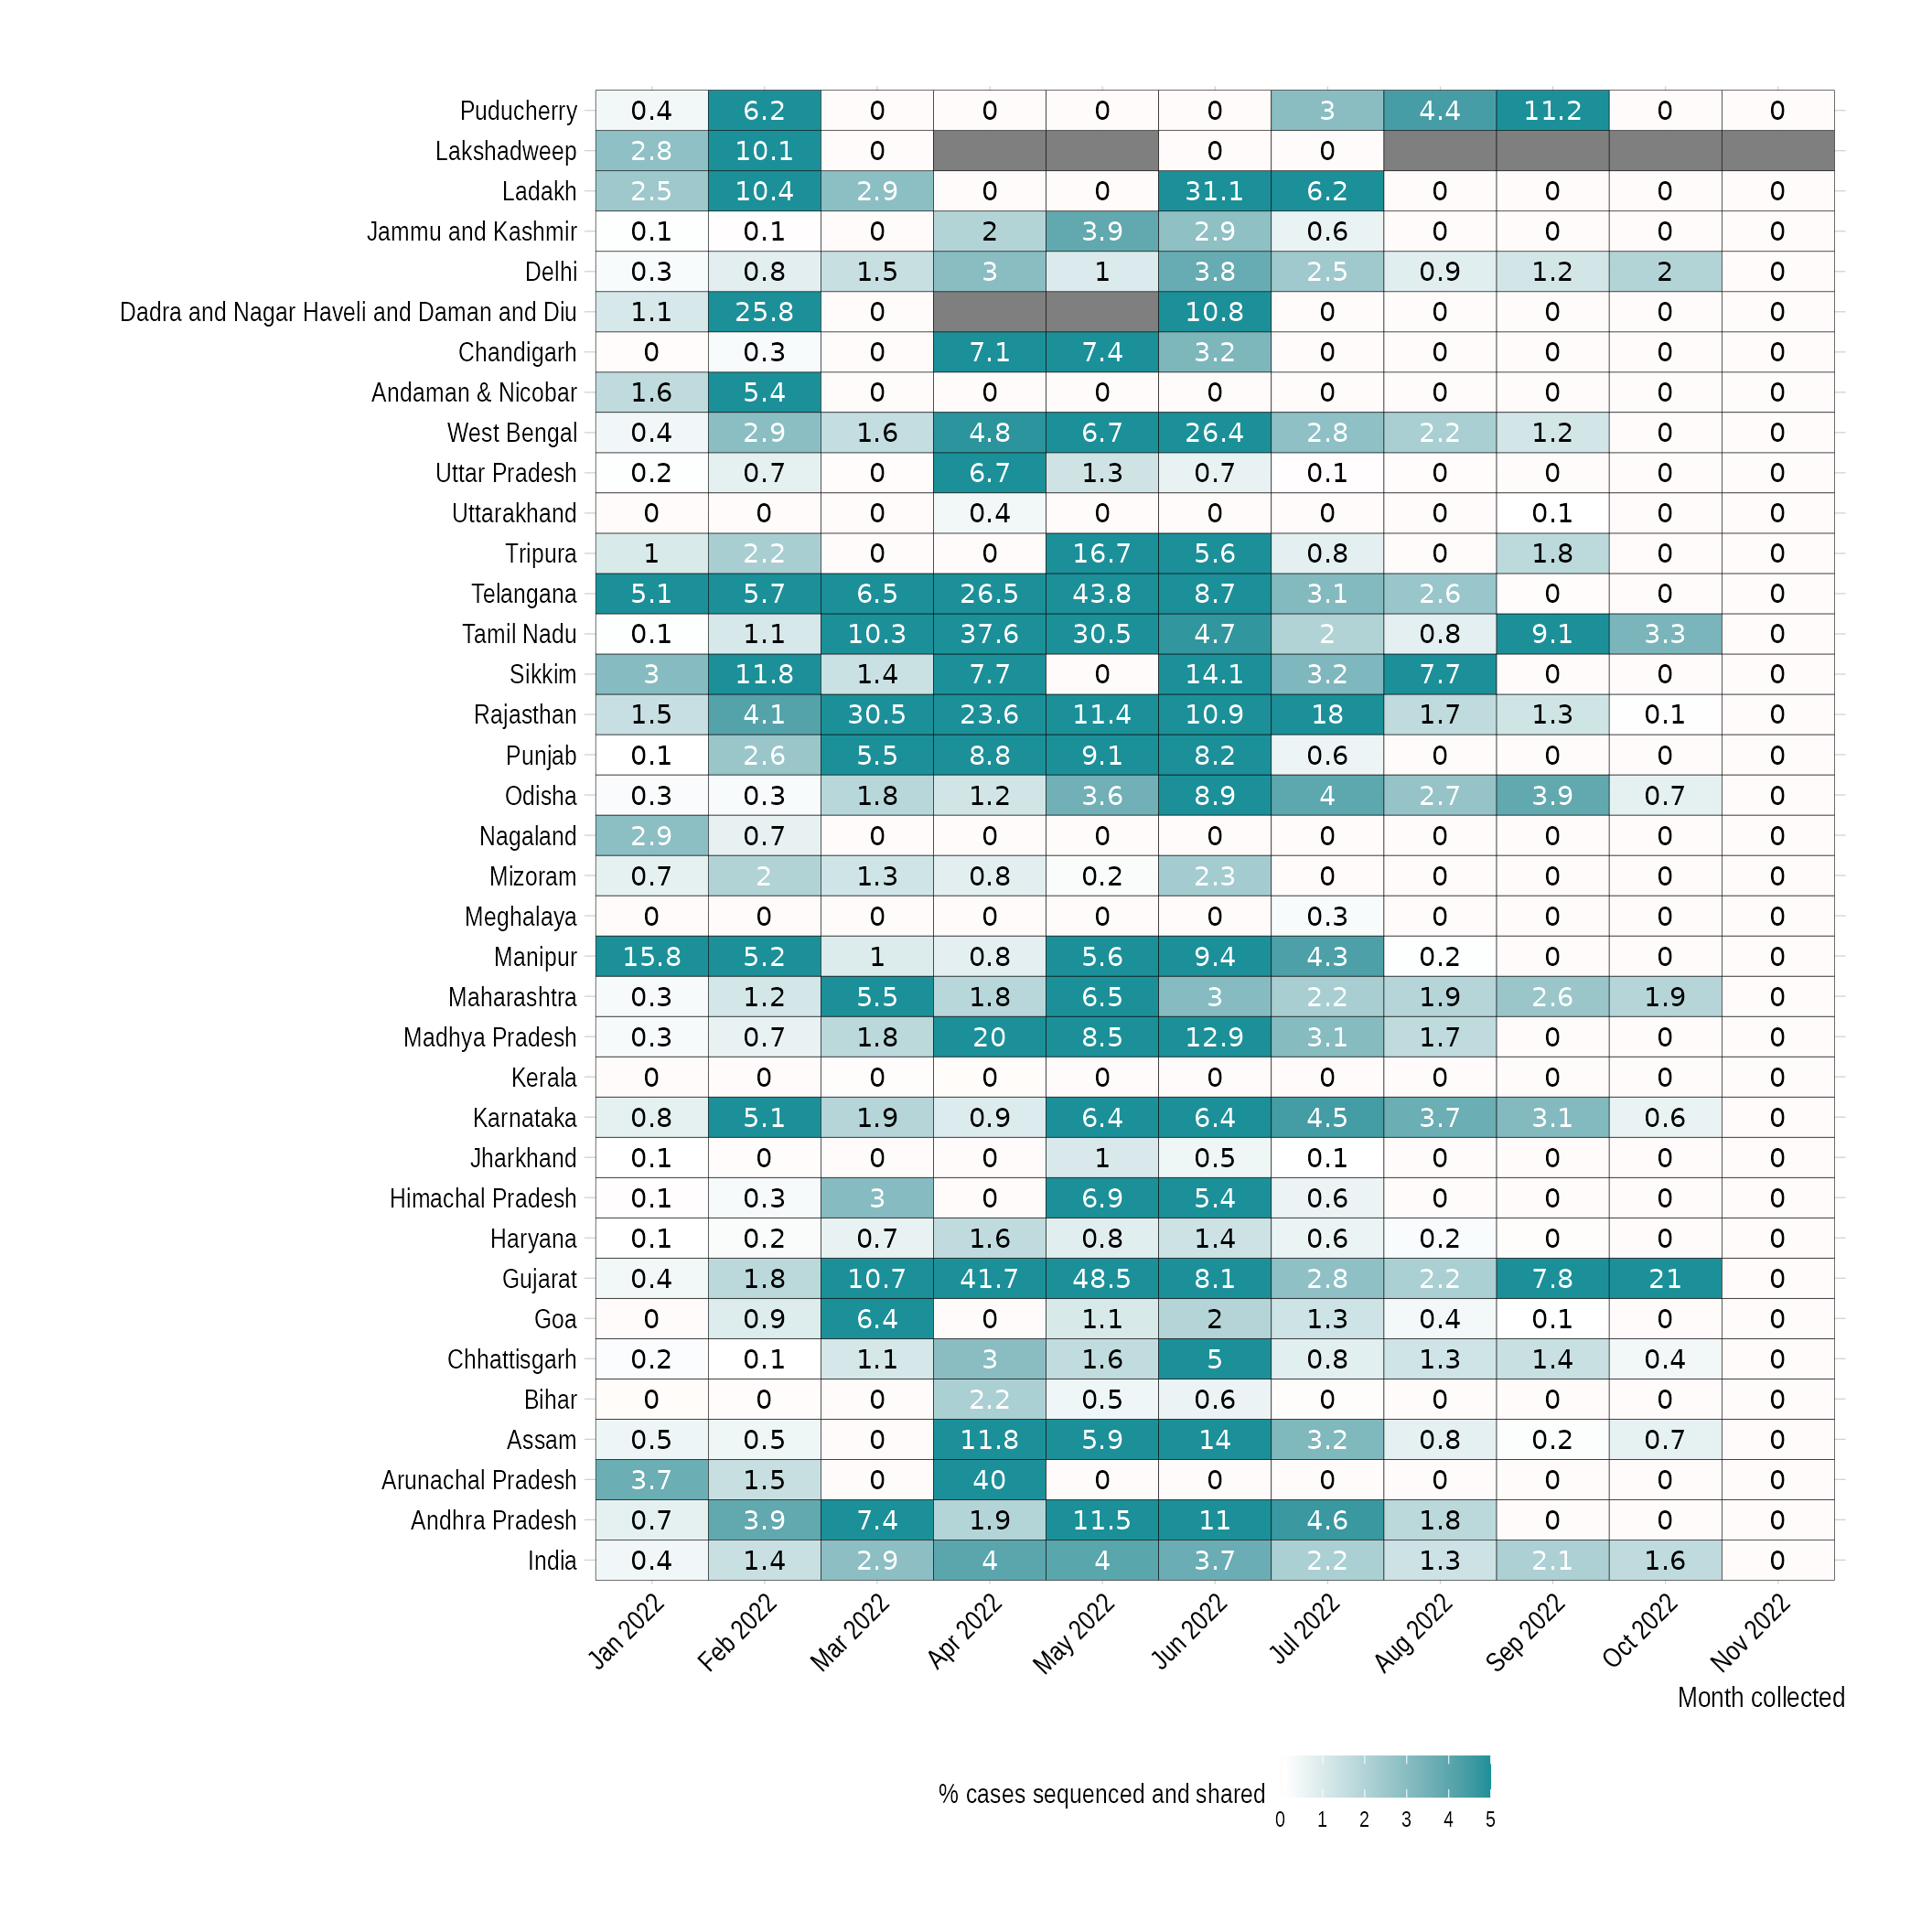 Puducherry 0.4 6.2 0 0 0 0 3 4.4 11.2 0 0
Lakshadweep 2.8 10.1 0 0 0
Ladakh 2.5 10.4 2.9 0 0 31.1 6.2 0 0 0 0
Jammu and Kashmir 0.1 0.1 0 2 3.9 2.9 0.6 0 0 0 0
Delhi 0.3 0.8 1.5 3 1 3.8 2.5 0.9 1.2 2 0
Dadra and Nagar Haveli and Daman and Diu 1.1 25.8 0 10.8 0 0 0 0 0
Chandigarh 0 0.3 0 7.1 7.4 3.2 0 0 0 0 0
Andaman & Nicobar 1.6 5.4 0 0 0 0 0 0 0 0 0
West Bengal 0.4 2.9 1.6 4.8 6.7 26.4 2.8 2.2 1.2 0 0
Uttar Pradesh 0.2 0.7 0 6.7 1.3 0.7 0.1 0 0 0 0
Uttarakhand 0 0 0 0.4 0 0 0 0 0.1 0 0
Tripura 1 2.2 0 0 16.7 5.6 0.8 0 1.8 0 0
Telangana 5.1 5.7 6.5 26.5 43.8 8.7 3.1 2.6 0 0 0
Tamil Nadu 0.1 1.1 10.3 37.6 30.5 4.7 2 0.8 9.1 3.3 0
Sikkim 3 11.8 1.4 7.7 0 14.1 3.2 7.7 0 0 0
Rajasthan 1.5 4.1 30.5 23.6 11.4 10.9 18 1.7 1.3 0.1 0
Punjab 0.1 2.6 5.5 8.8 9.1 8.2 0.6 0 0 0 0
Odisha 0.3 0.3 1.8 1.2 3.6 8.9 4 2.7 3.9 0.7 0
Nagaland 2.9 0.7 0 0 0 0 0 0 0 0 0
Mizoram 0.7 2 1.3 0.8 0.2 2.3 0 0 0 0 0
Meghalaya 0 0 0 0 0 0 0.3 0 0 0 0
Manipur 15.8 5.2 1 0.8 5.6 9.4 4.3 0.2 0 0 0
Maharashtra 0.3 1.2 5.5 1.8 6.5 3 2.2 1.9 2.6 1.9 0
Madhya Pradesh 0.3 0.7 1.8 20 8.5 12.9 3.1 1.7 0 0 0
Kerala 0 0 0 0 0 0 0 0 0 0 0
Karnataka 0.8 5.1 1.9 0.9 6.4 6.4 4.5 3.7 3.1 0.6 0
Jharkhand 0.1 0 0 0 1 0.5 0.1 0 0 0 0
Himachal Pradesh 0.1 0.3 3 0 6.9 5.4 0.6 0 0 0 0
Haryana 0.1 0.2 0.7 1.6 0.8 1.4 0.6 0.2 0 0 0
Gujarat 0.4 1.8 10.7 41.7 48.5 8.1 2.8 2.2 7.8 21 0
Goa 0 0.9 6.4 0 1.1 2 1.3 0.4 0.1 0 0
Chhattisgarh 0.2 0.1 1.1 3 1.6 5 0.8 1.3 1.4 0.4 0
Bihar 0 0 0 2.2 0.5 0.6 0 0 0 0 0
Assam 0.5 0.5 0 11.8 5.9 14 3.2 0.8 0.2 0.7 0
Arunachal Pradesh 3.7 1.5 0 40 0 0 0 0 0 0 0
Andhra Pradesh 0.7 3.9 7.4 1.9 11.5 11 4.6 1.8 0 0 0
India 0.4 1.4 2.9 4 4 3.7 2.2 1.3 2.1 1.6 0
Jan 2022 Feb 2022 Mar 2022 Apr 2022 May 2022 Jun 2022 Jul 2022 Aug 2022 Sep 2022 Oct 2022 Nov 2022
Month collected
% cases sequenced and shared
0 1 2 3 4 5